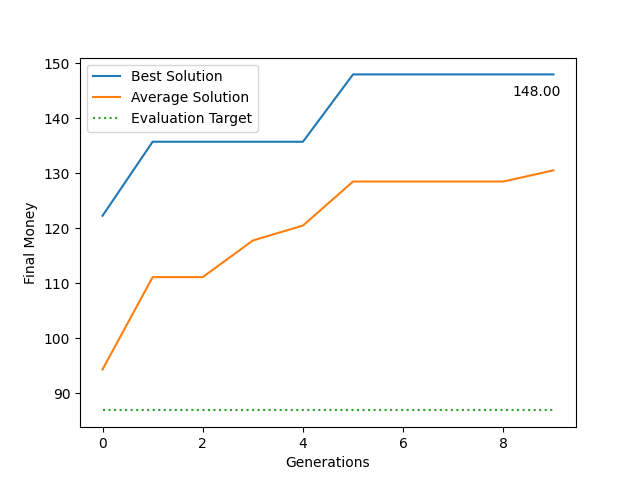 150
140
130
120
110
100
90
Final Money
Best Solution
Average Solution
Evaluation Target
148.00
0
2
4
6
8
Generations